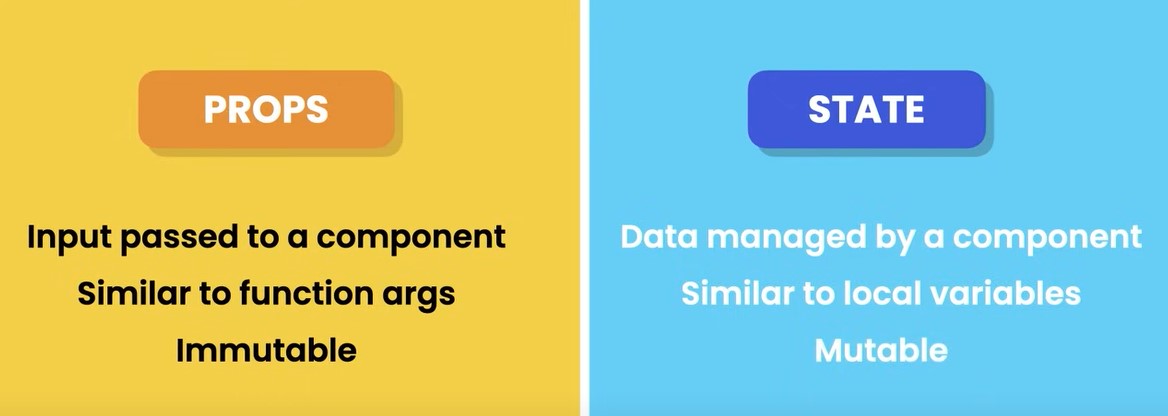 PROPS
Input passed to a component
Similar to function args
Immutable
STATE
Data managed by a component
Similar to local variables
Mutable